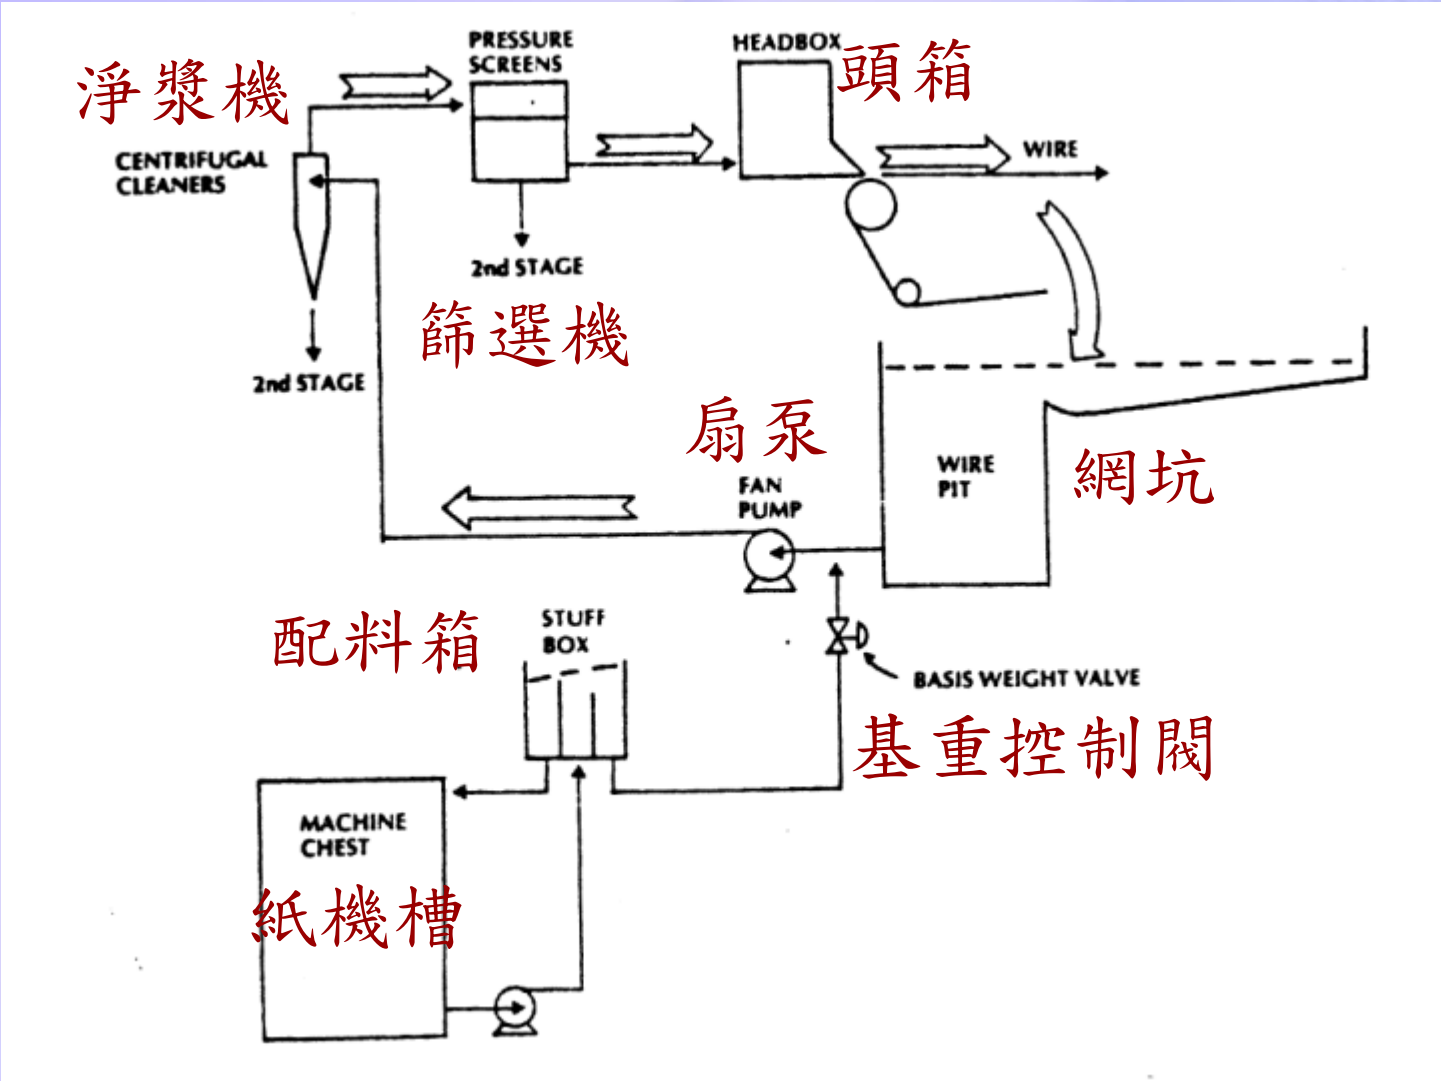 PRESSURE
SCREENS
HEADBOX
頭箱
淨漿機
CENTRIFUGAL
CLEANERS
WIRE
2nd STAGE
篩選機
2nd STAGE
扇泵
FAN
PUMP
WIRE
PIT
網坑
配料箱
STUFF
BOX
BASIS WEIGHT VALVE
基重控制閥
MACHINE
CHEST
紙機槽